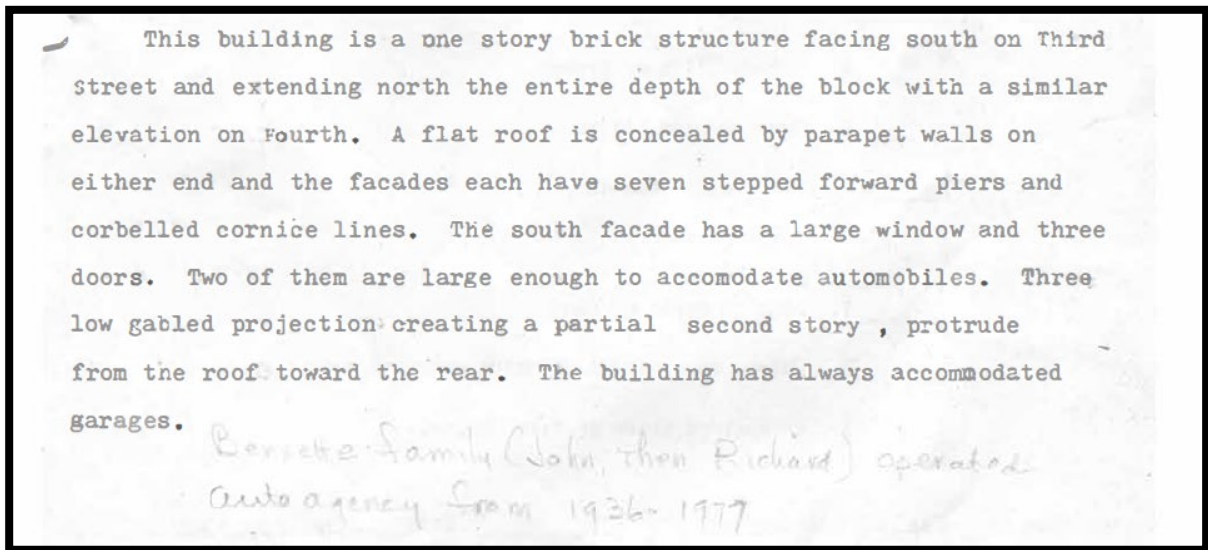 This building is a one story brick structure facing south on Third
Street and extending north the entire depth of the block with a similar
elevation on Fourth. A flat roof is concealed by parapet walls on
either end and the facades each have seven stepped forward piers and
corbelled cornice lines. The south facade has a large window and three
doors. Two of them are large enough to accomodate automobiles. Three
low gabled projection creating a partial second story , protrude
from the roof toward the rear. The building has always accommodated
garages.
family (John, then Richard) operated
auto agency from 1936-1977